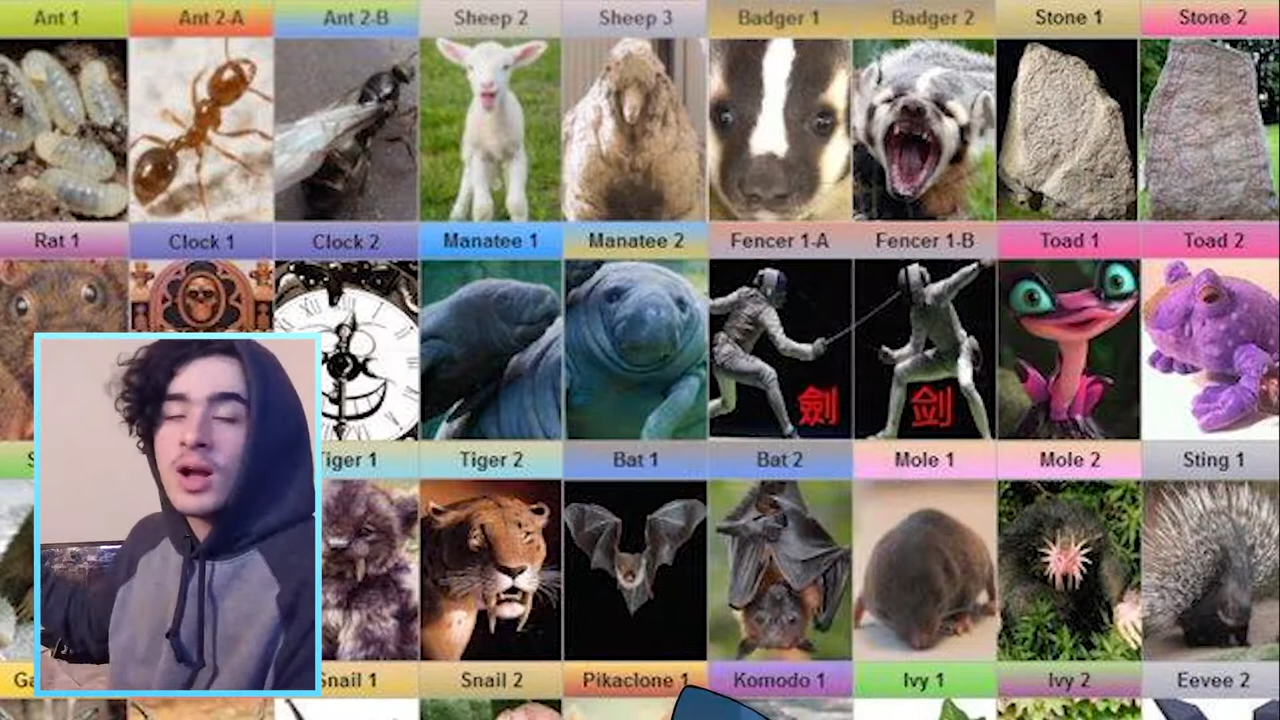 Ant 1 Ant 2-A Ant 2-B Sheep 2 Sheep 3 Badger 1 Badger 2 Stone 1 Stone 2
Rat 1 Clock 1 Clock 2 Manatee 1 Manatee 2 Fencer 1-A Fencer 1-B Toad 1 Toad 2
劍 剑
Tiger 1 Tiger 2 Bat 1 Bat 2 Mole 1 Mole 2 Sting 1
Snail 1 Snail 2 Pikaclone 1 Komodo 1 Ivy 1 Ivy 2 Eevee 2